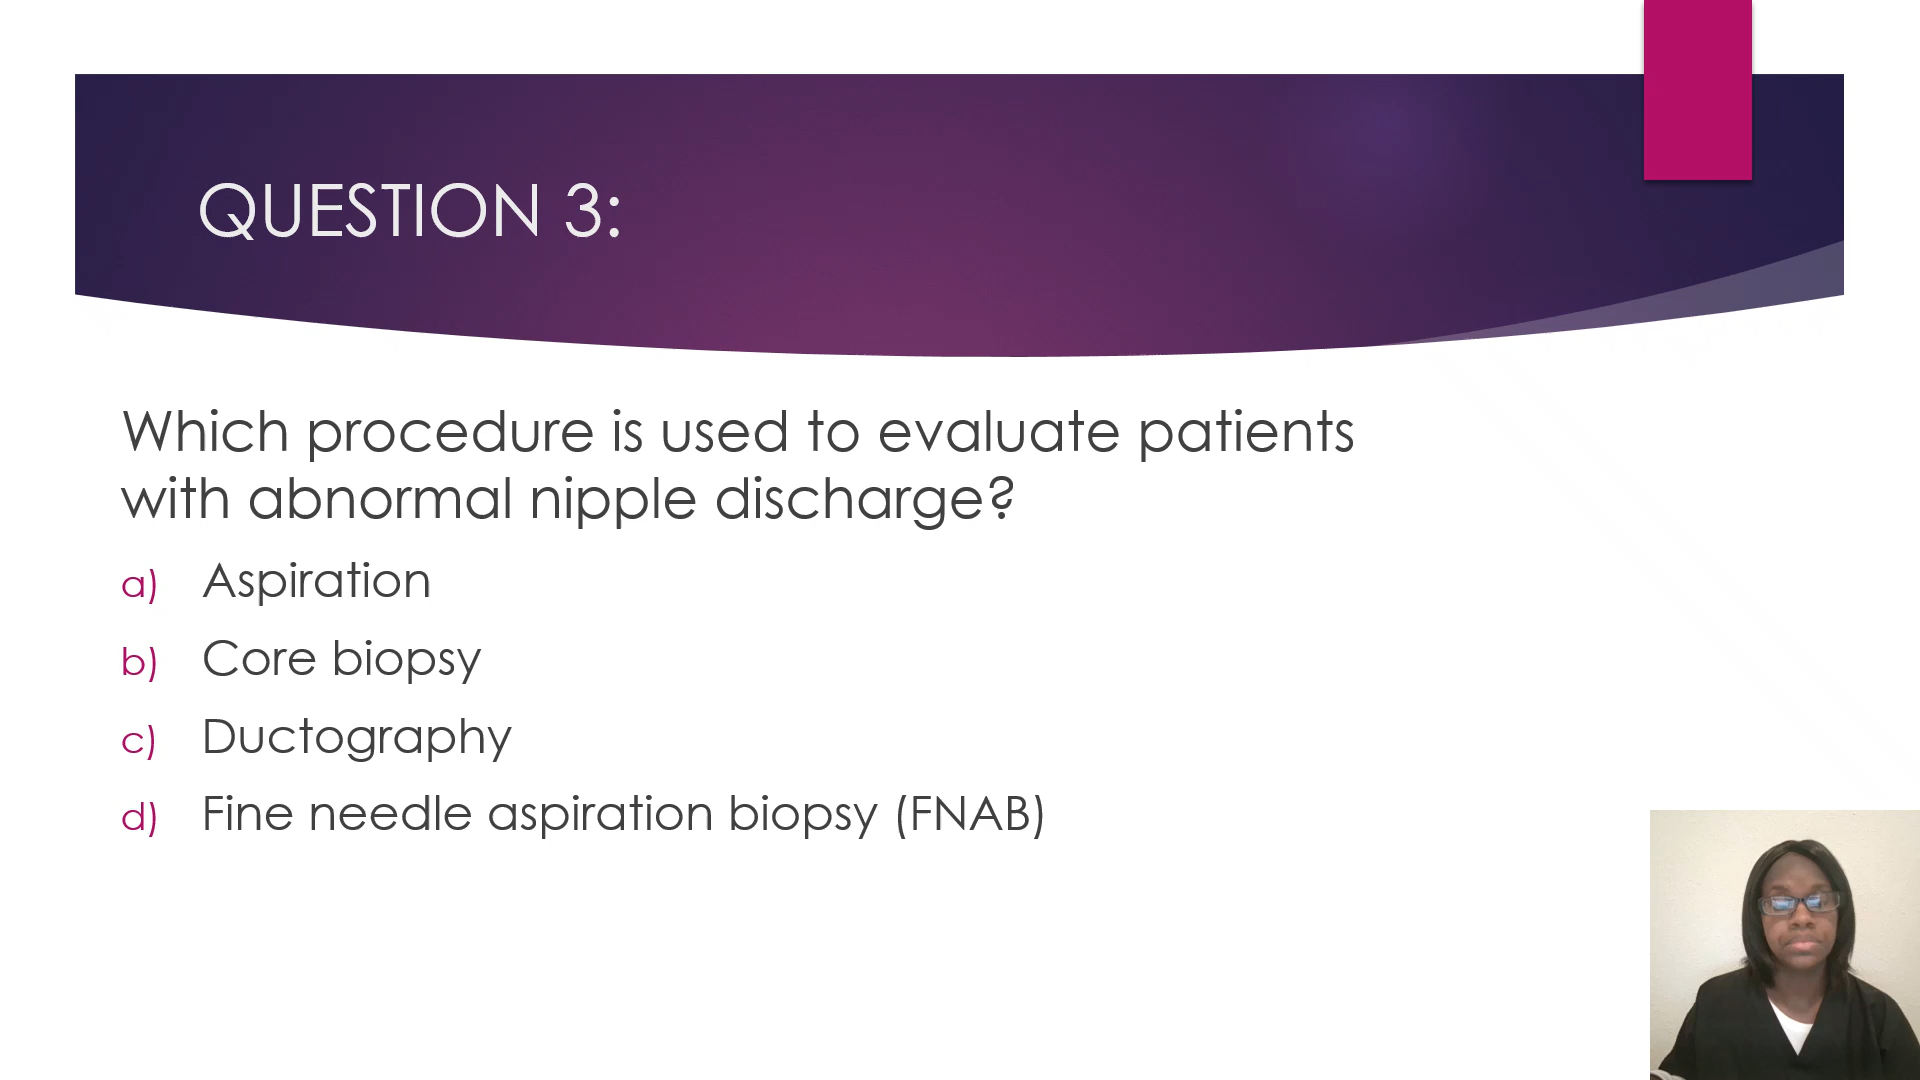 QUESTION 3:
Which procedure is used to evaluate patients
with abnormal nipple discharge?
a) Aspiration
b) Core biopsy
c) Ductography
d) Fine needle aspiration biopsy (FNAB)